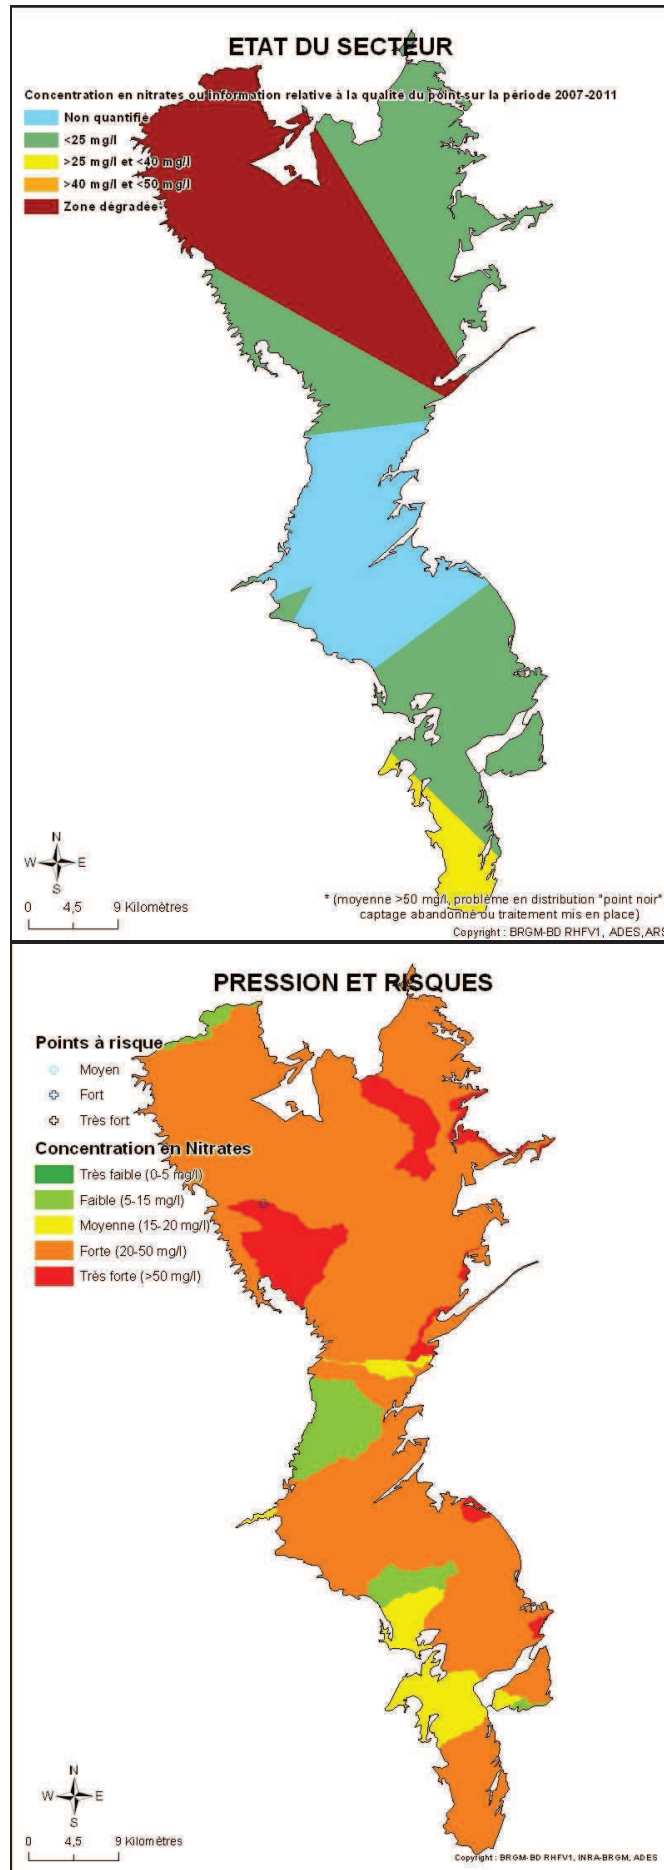 ETAT DU SECTEUR
Concentration en nitrates ou information relative à la qualité du point sur la période 2007-2011
Non quantifié
<25 mg/l
>25 mg/l et <40 mg/l
>40 mg/l et <50 mg/l
Zone dégradée*
N
W E
S
0 4,5 9 Kilomètres
* (moyenne >50 mg/l, problème en distribution "point noir"
captage abandonné ou traitement mis en place)
Copyright : BRGM-BD RHFV1, ADES,ARS
PRESSION ET RISQUES
Points à risque
Moyen
Fort
Très fort
Concentration en Nitrates
Très faible (0-5 mg/l)
Faible (5-15 mg/l)
Moyenne (15-20 mg/l)
Forte (20-50 mg/l)
Très forte (>50 mg/l)
N
W E
S
0 4,5 9 Kilomètres
Copyright : BRGM-BD RHFV1, INRA-BRGM, ADES